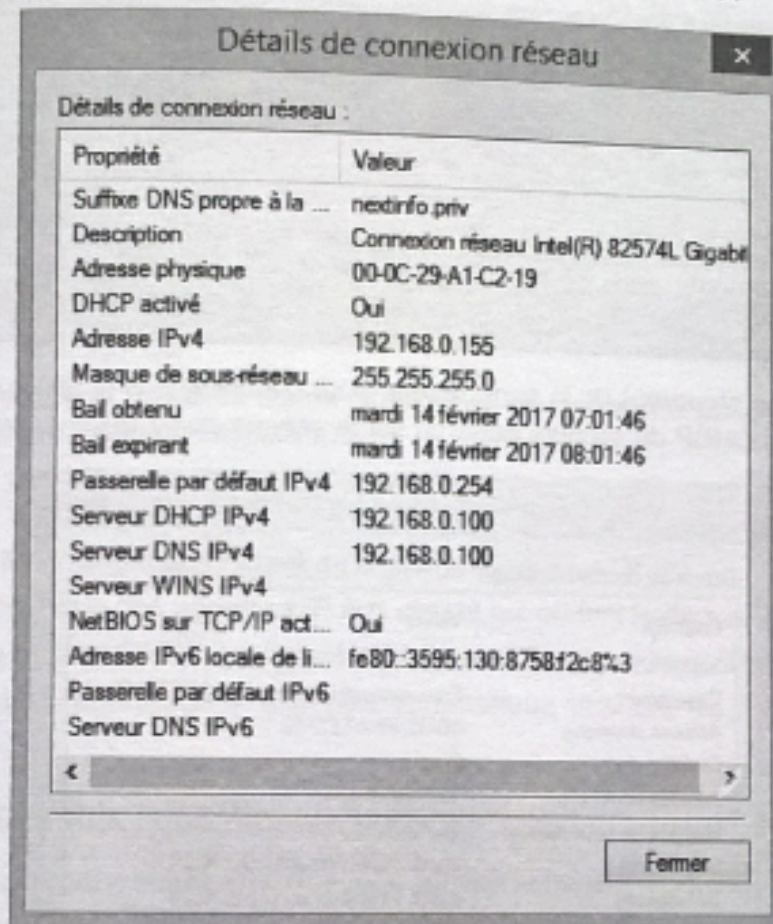 Détails de connexion réseau
x
Détails de connexion réseau :
Propriété Valeur
Suffixe DNS propre à la ... nextinfo.priv
Description Connexion réseau Intel(R) 82574L Gigabit
Adresse physique 00-0C-29-A1-C2-19
DHCP activé Oui
Adresse IPv4 192.168.0.155
Masque de sous-réseau ... 255.255.255.0
Bail obtenu mardi 14 février 2017 07:01:46
Bail expirant mardi 14 février 2017 08:01:46
Passerelle par défaut IPv4 192.168.0.254
Serveur DHCP IPv4 192.168.0.100
Serveur DNS IPv4 192.168.0.100
Serveur WINS IPv4
NetBIOS sur TCP/IP act... Oui
Adresse IPv6 locale de li... fe80::3595:130:8758:f2c8%3
Passerelle par défaut IPv6
Serveur DNS IPv6
Fermer